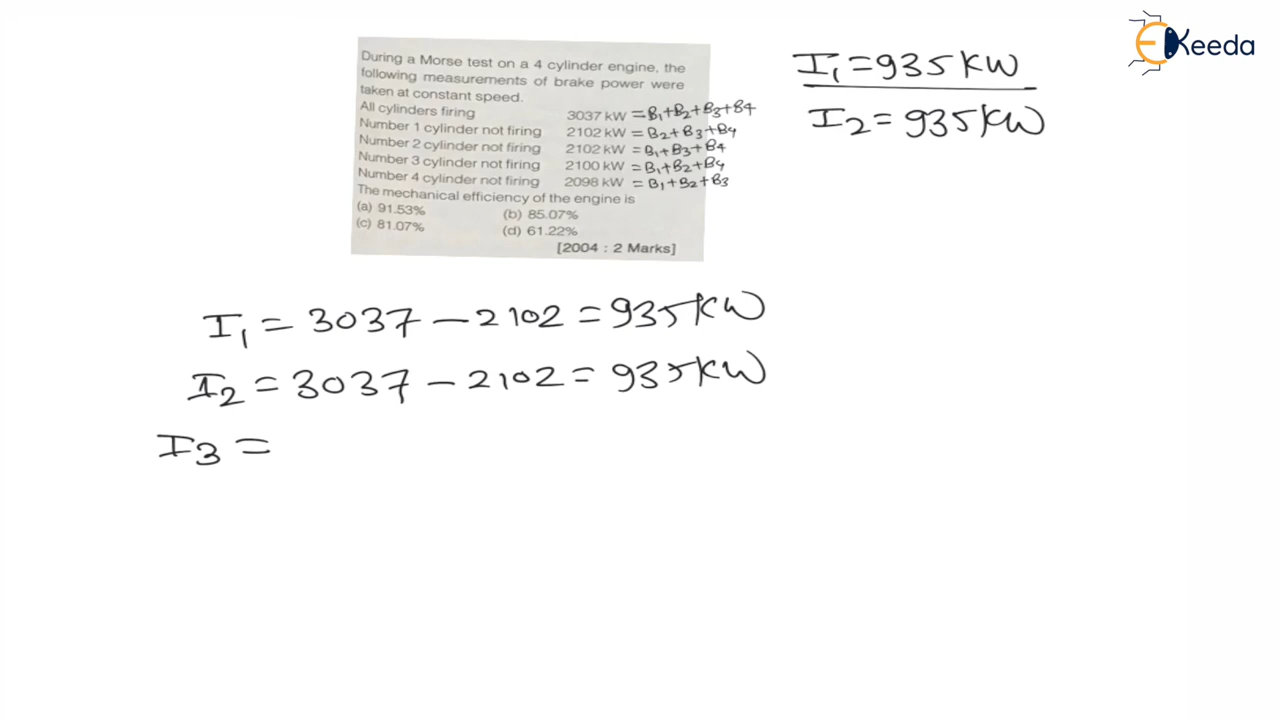 During a Morse test on a 4 cylinder engine, the
following measurements of brake power were
taken at constant speed.
All cylinders firing 3037 kW = B1+B2+B3+B4
Number 1 cylinder not firing 2102 kW = B2+B3+B4
Number 2 cylinder not firing 2102 kW = B1+B3+B4
Number 3 cylinder not firing 2100 kW = B1+B2+B4
Number 4 cylinder not firing 2098 kW = B1+B2+B3
The mechanical efficiency of the engine is
(a) 91.53% (b) 85.07%
(c) 81.07% (d) 61.22%
[2004 : 2 Marks]
I1 = 935 kW
I2 = 935 kW
EKeeda
I1 = 3037 – 2102 = 935 kW
I2 = 3037 – 2102 = 935 kW
I3 =